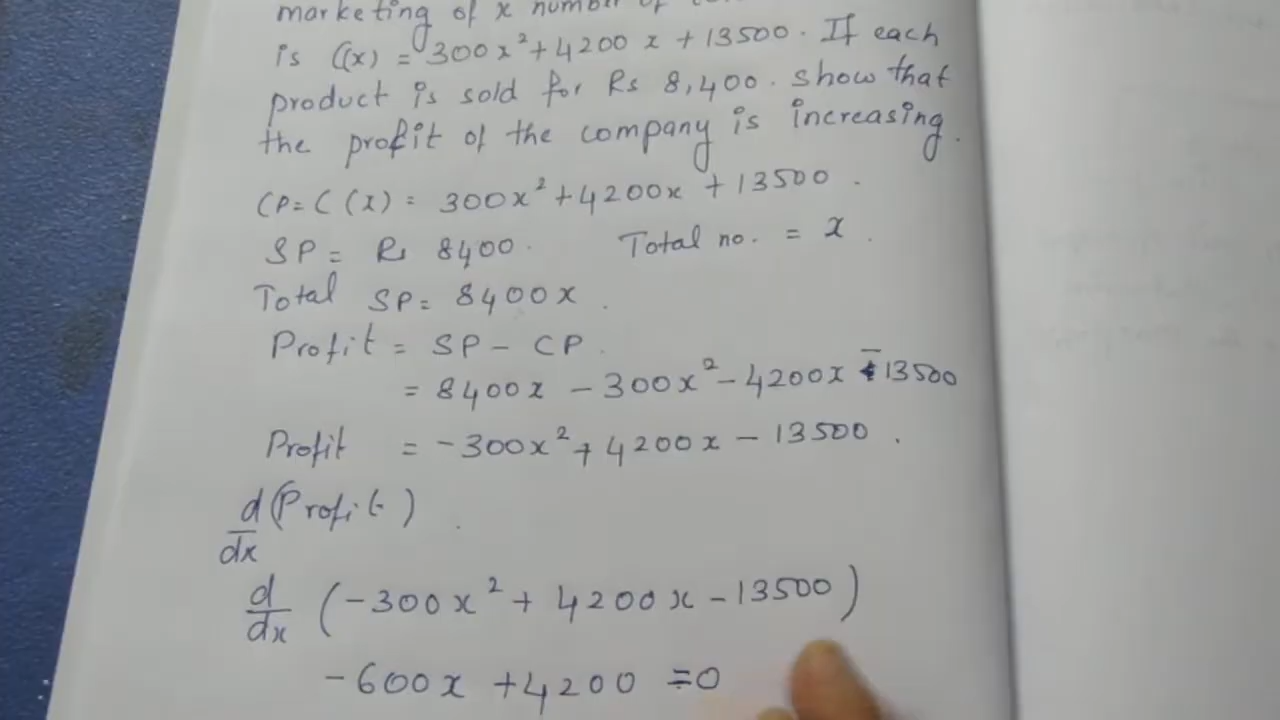 marketing of x number of
is C(x) = 300x² + 4200x + 13500. If each
product is sold for Rs 8,400. show that
the profit of the company is increasing.
CP = C(x) = 300x² + 4200x + 13500.
SP = Rs 8400. Total no. = x.
Total SP = 8400x.
Profit = SP - CP.
= 8400x - 300x² - 4200x - 13500
Profit = -300x² + 4200x - 13500.
d/dx (Profit).
d/dx (-300x² + 4200x - 13500)
-600x + 4200 = 0